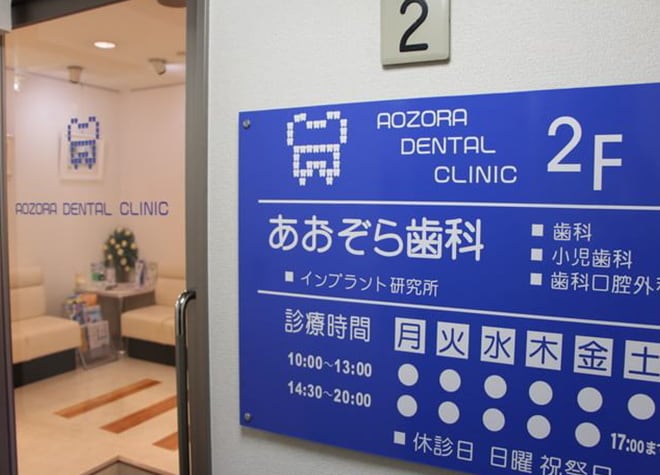 2
AOZORA
DENTAL
CLINIC
2F
AOZORA DENTAL CLINIC
あおぞら歯科
■ インプラント研究所
■ 歯科
■ 小児歯科
■ 歯科口腔外科
診療時間 月 火 水 木 金 土
10:00～13:00 ● ● ● ● ● ●
14:30～20:00 ● ● ● ● ●
17:00ま
■ 休診日 日曜 祝祭日